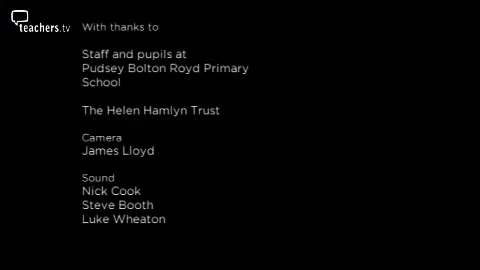 teachers.tv
With thanks to
Staff and pupils at
Pudsey Bolton Royd Primary
School
The Helen Hamlyn Trust
Camera
James Lloyd
Sound
Nick Cook
Steve Booth
Luke Wheaton